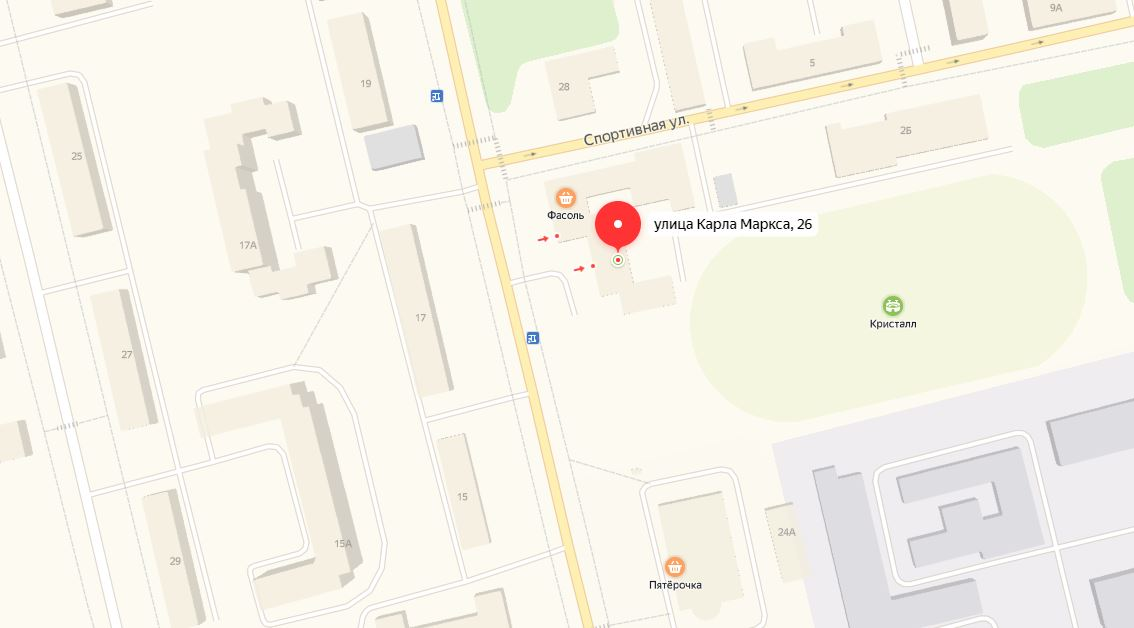 9А
19
5
28
Спортивная ул.
2Б
25
Фасоль
улица Карла Маркса, 26
17А
17
Кристалл
27
15
24А
15А
29
Пятёрочка